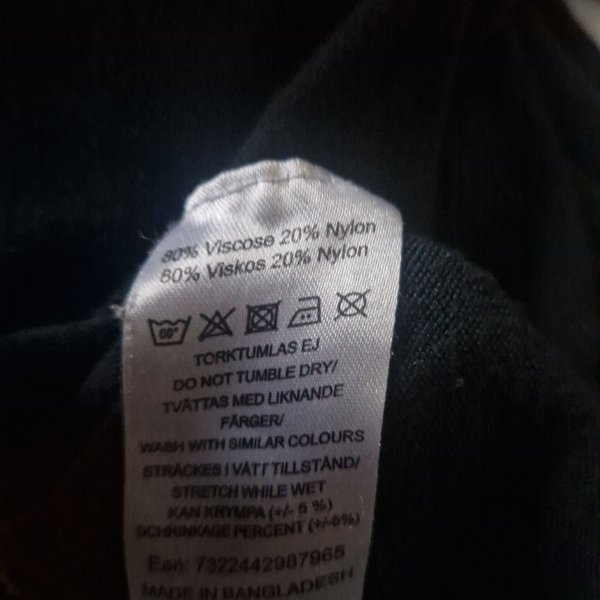 80% Viscose 20% Nylon
80% Viskos 20% Nylon
60°
TORKTUMLAS EJ
DO NOT TUMBLE DRY/
TVÄTTAS MED LIKNANDE
FÄRGER/
WASH WITH SIMILAR COLOURS
STRÄCKES I VÅTT TILLSTÅND/
STRETCH WHILE WET
KAN KRYMPA (+/- 5 %)
SCHRINKAGE PERCENT (+/-5%)
Ean: 7322442987965
MADE IN BANGLADESH